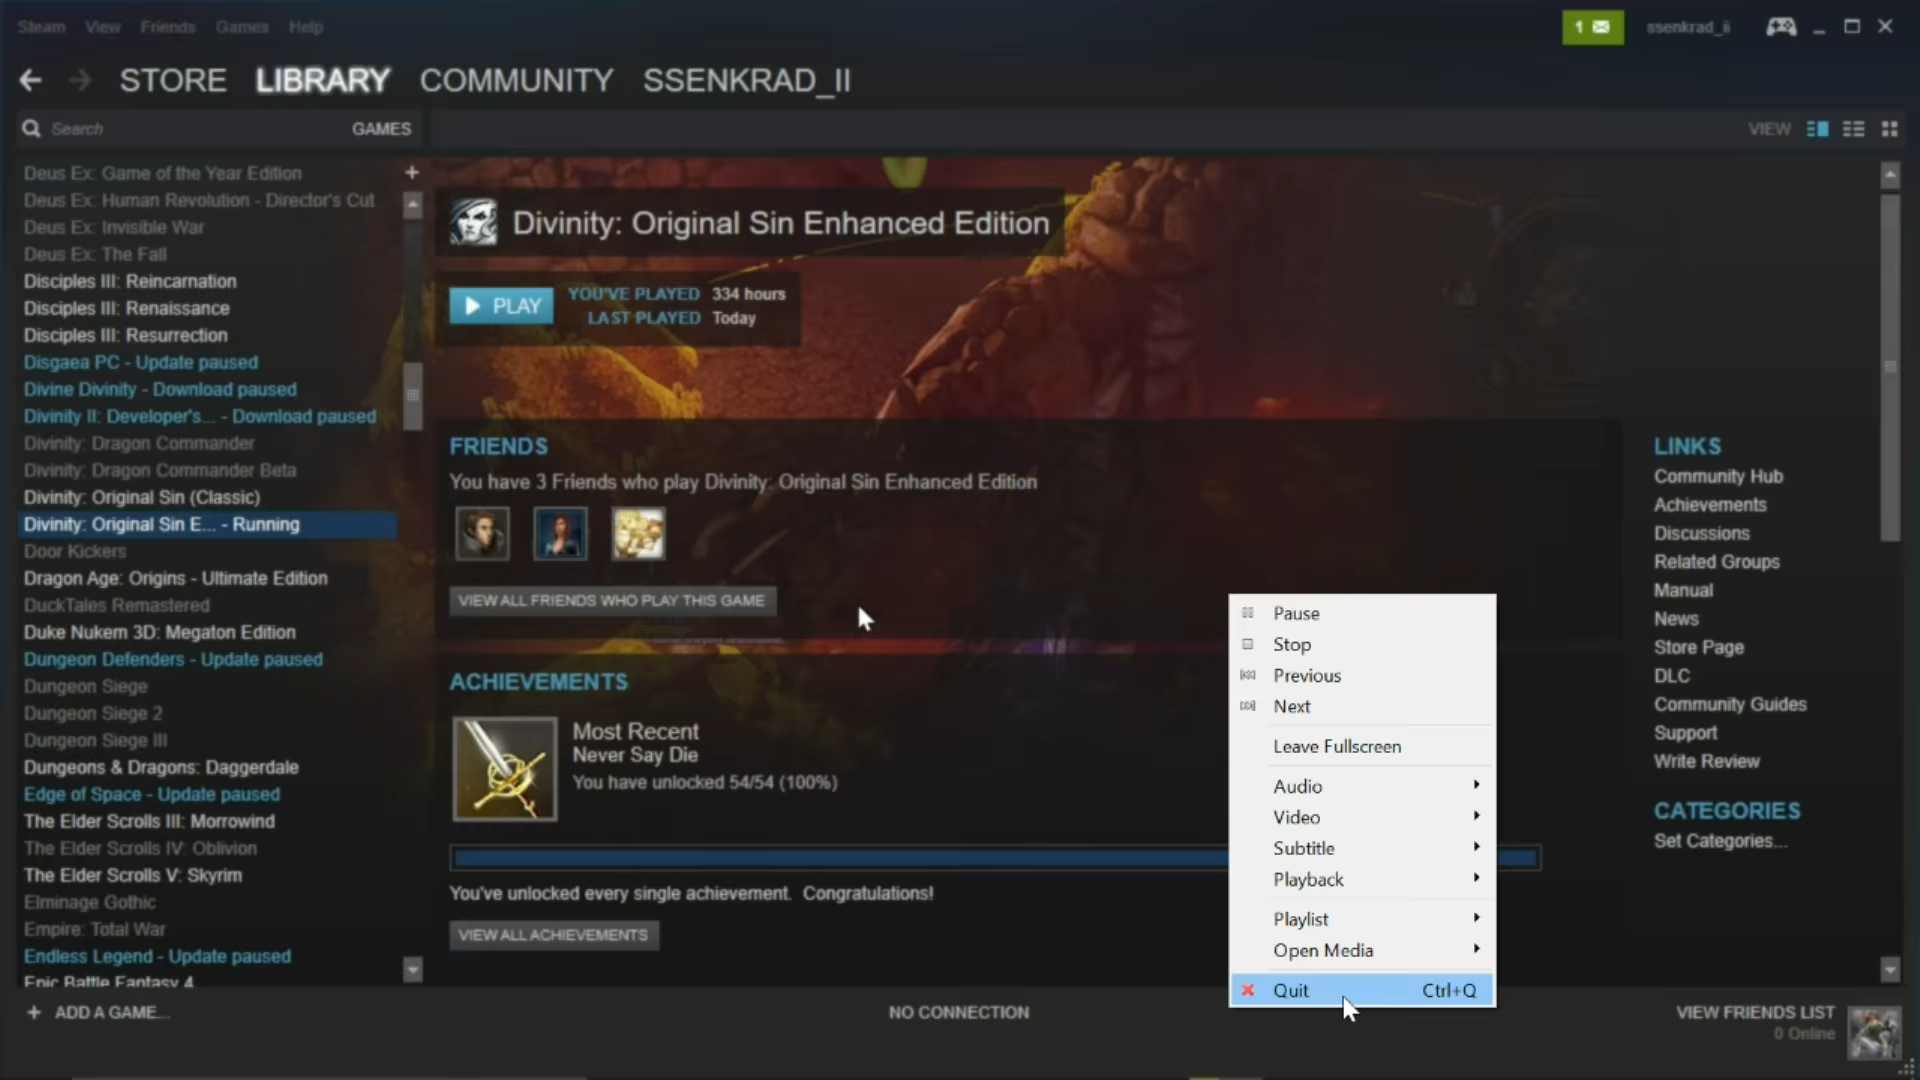 Steam View Friends Games Help
1
ssenkrad_ii
STORE LIBRARY COMMUNITY SSENKRAD_II
Search
GAMES
VIEW
Deus Ex: Game of the Year Edition
Deus Ex: Human Revolution - Director's Cut
Deus Ex: Invisible War
Deus Ex: The Fall
Disciples III: Reincarnation
Disciples III: Renaissance
Disciples III: Resurrection
Disgaea PC - Update paused
Divine Divinity - Download paused
Divinity II: Developer's... - Download paused
Divinity: Dragon Commander
Divinity: Dragon Commander Beta
Divinity: Original Sin (Classic)
Divinity: Original Sin E... - Running
Door Kickers
Dragon Age: Origins - Ultimate Edition
DuckTales Remastered
Duke Nukem 3D: Megaton Edition
Dungeon Defenders - Update paused
Dungeon Siege
Dungeon Siege 2
Dungeon Siege III
Dungeons & Dragons: Daggerdale
Edge of Space - Update paused
The Elder Scrolls III: Morrowind
The Elder Scrolls IV: Oblivion
The Elder Scrolls V: Skyrim
Elminage Gothic
Empire: Total War
Endless Legend - Update paused
Epic Battle Fantasy 4
ADD A GAME...
Divinity: Original Sin Enhanced Edition
PLAY
YOU'VE PLAYED 334 hours
LAST PLAYED Today
FRIENDS
You have 3 Friends who play Divinity: Original Sin Enhanced Edition
VIEW ALL FRIENDS WHO PLAY THIS GAME
ACHIEVEMENTS
Most Recent
Never Say Die
You have unlocked 54/54 (100%)
You've unlocked every single achievement. Congratulations!
VIEW ALL ACHIEVEMENTS
Pause
Stop
Previous
Next
Leave Fullscreen
Audio
Video
Subtitle
Playback
Playlist
Open Media
Quit Ctrl+Q
LINKS
Community Hub
Achievements
Discussions
Related Groups
Manual
News
Store Page
DLC
Community Guides
Support
Write Review
CATEGORIES
Set Categories...
NO CONNECTION
VIEW FRIENDS LIST
0 Online